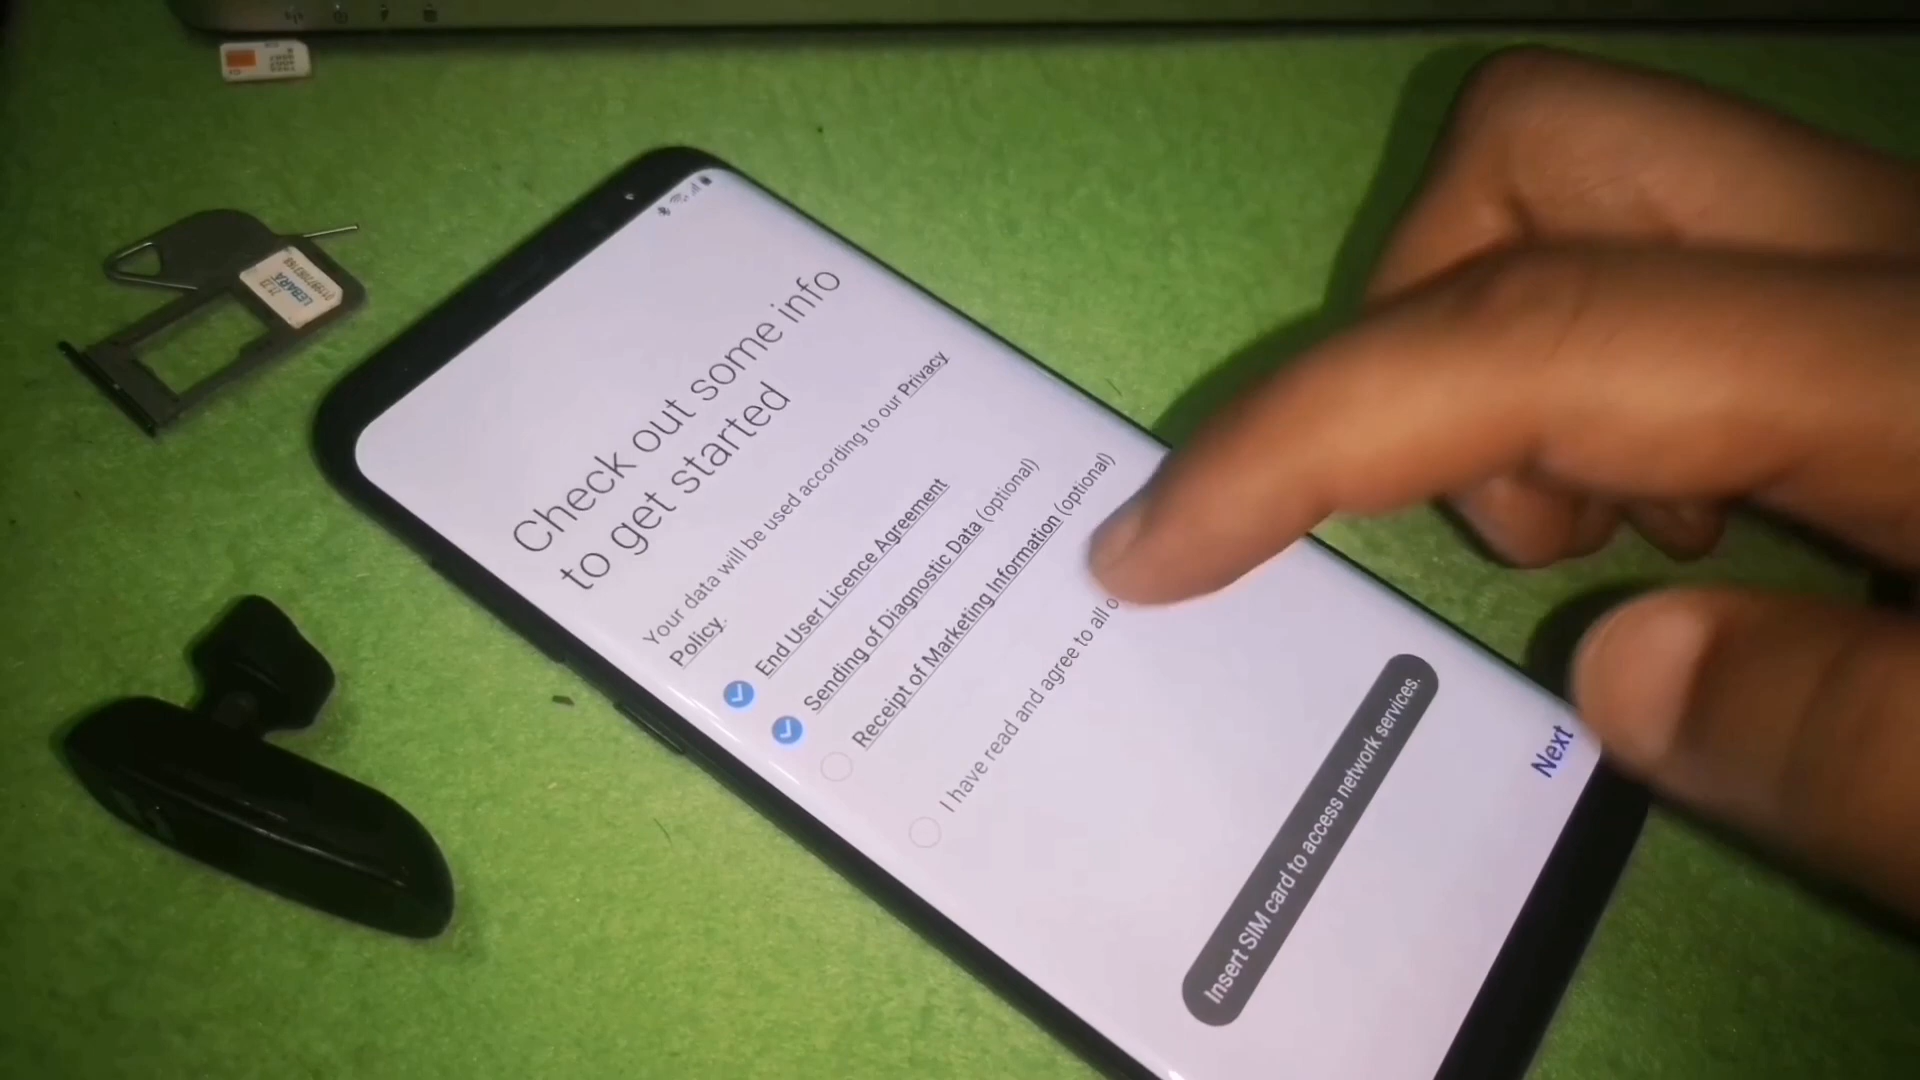 Check out some info
to get started
Your data will be used according to our Privacy
Policy.
End User Licence Agreement
Sending of Diagnostic Data (optional)
Receipt of Marketing Information (optional)
I have read and agree to all
Insert SIM card to access network services.
Next
LEBARA